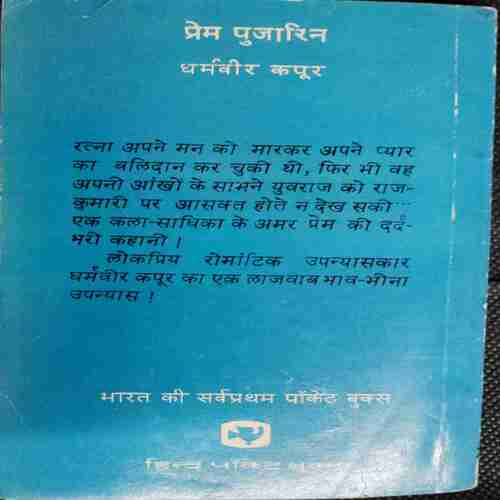 प्रेम पुजारिन
धर्मवीर कपूर
रत्ना अपने मन को मारकर अपने प्यार
का बलिदान कर चुकी थी, फिर भी वह
अपनी आंखों के सामने युवराज को राज-
कुमारी पर आसक्त होते न देख सकी...
एक कला-साधिका के अमर प्रेम की दर्द-
भरी कहानी ।
लोकप्रिय रोमांटिक उपन्यासकार
धर्मवीर कपूर का एक लाजवाब भाव-भीना
उपन्यास !
भारत की सर्वप्रथम पॉकेट बुक्स
हिन्द पॉकेट बुक्स